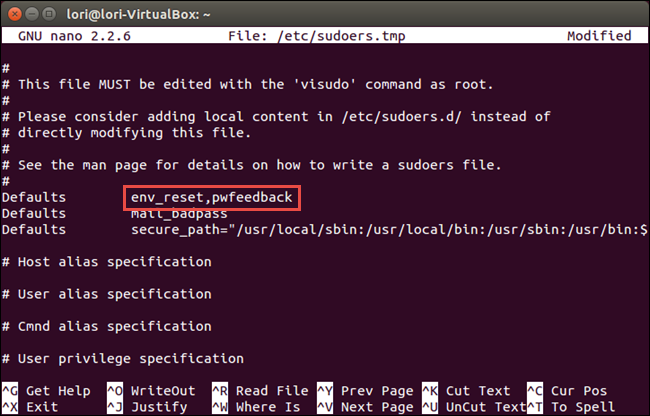 lori@lori-VirtualBox: ~
GNU nano 2.2.6 File: /etc/sudoers.tmp Modified
#
# This file MUST be edited with the 'visudo' command as root.
#
# Please consider adding local content in /etc/sudoers.d/ instead of
# directly modifying this file.
#
# See the man page for details on how to write a sudoers file.
#
Defaults env_reset,pwfeedback
Defaults mail_badpass
Defaults secure_path="/usr/local/sbin:/usr/local/bin:/usr/sbin:/usr/bin:$
# Host alias specification
# User alias specification
# Cmnd alias specification
# User privilege specification
^G Get Help ^O WriteOut ^R Read File ^Y Prev Page ^K Cut Text ^C Cur Pos
^X Exit ^J Justify ^W Where Is ^V Next Page ^U UnCut Text ^T To Spell